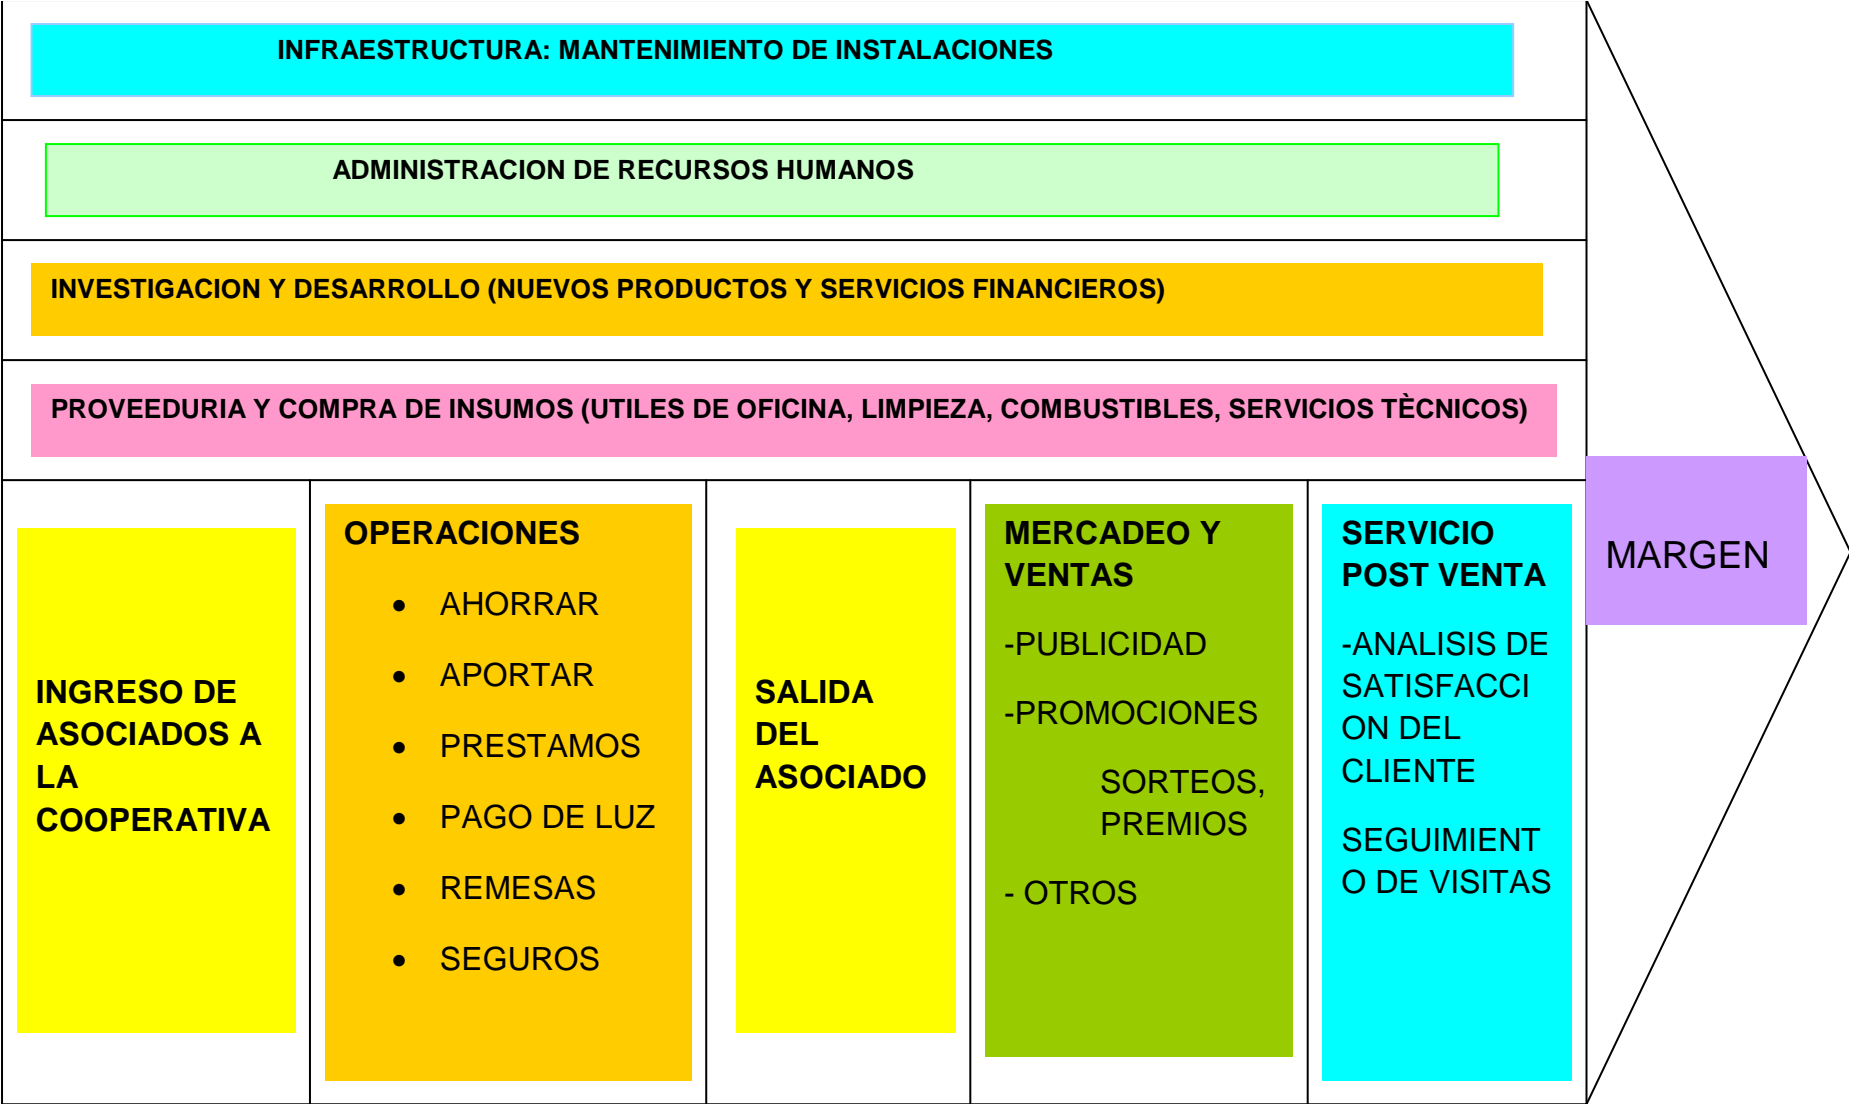 INFRAESTRUCTURA: MANTENIMIENTO DE INSTALACIONES
ADMINISTRACION DE RECURSOS HUMANOS
INVESTIGACION Y DESARROLLO (NUEVOS PRODUCTOS Y SERVICIOS FINANCIEROS)
PROVEEDURIA Y COMPRA DE INSUMOS (UTILES DE OFICINA, LIMPIEZA, COMBUSTIBLES, SERVICIOS TÈCNICOS)
INGRESO DE
ASOCIADOS A
LA
COOPERATIVA
OPERACIONES
• AHORRAR
• APORTAR
• PRESTAMOS
• PAGO DE LUZ
• REMESAS
• SEGUROS
SALIDA
DEL
ASOCIADO
MERCADEO Y
VENTAS
-PUBLICIDAD
-PROMOCIONES
SORTEOS,
PREMIOS
- OTROS
SERVICIO
POST VENTA
-ANALISIS DE
SATISFACCI
ON DEL
CLIENTE
SEGUIMIENT
O DE VISITAS
MARGEN